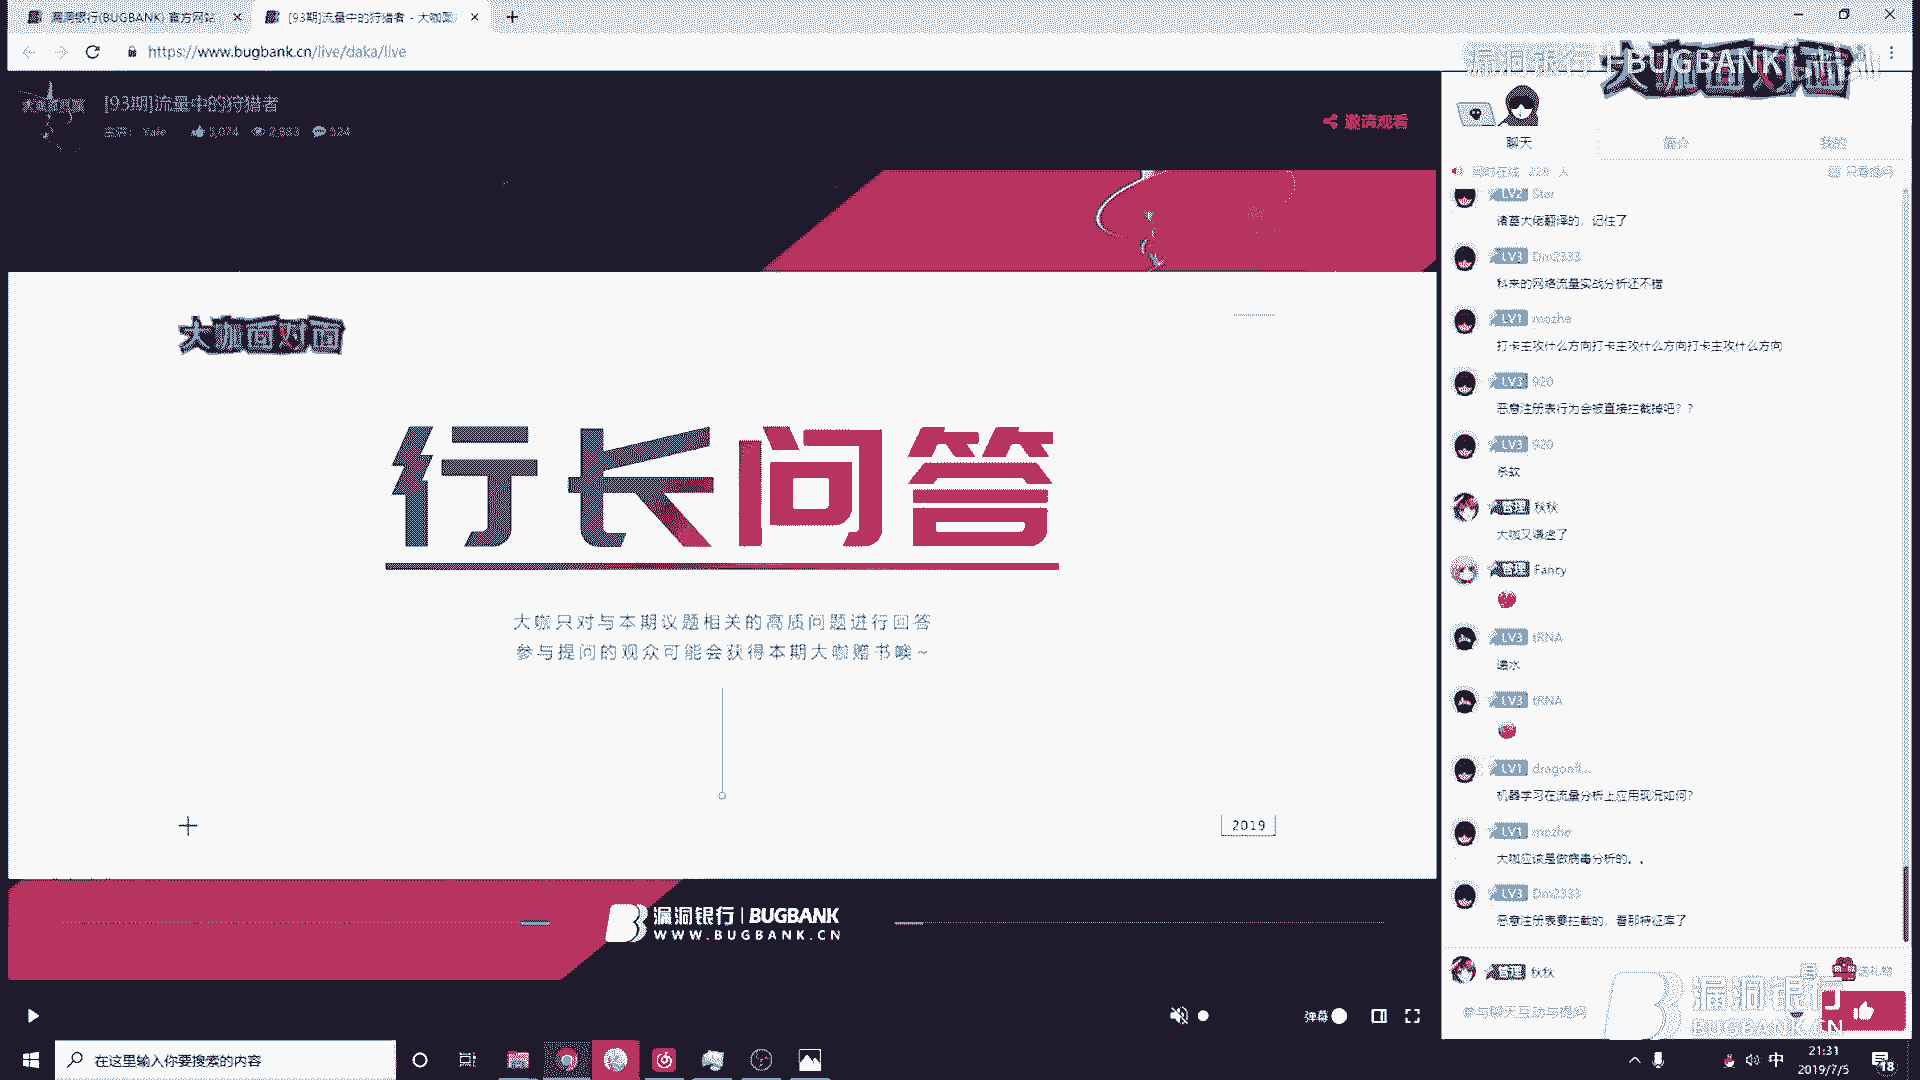 漏洞银行(BUGBANK) 官方网站
[93期]流量中的狩猎者 - 大咖面
https://www.bugbank.cn/live/daka/live
漏洞银行 | BUGBANK
大咖面对面
[93期]流量中的狩猎者
主讲: Yale 5,074 2,883 524
邀请观看
聊天
简介
我的
同时在线 228 人
只看提问
LV2 Star
诸葛大佬翻译的，记住了
LV3 Dm2333
科来的网络流量实战分析还不错
LV1 mozhe
打卡主攻什么方向打卡主攻什么方向打卡主攻什么方向
LV3 920
恶意注册表行为会被直接拦截掉吧？？
LV3 920
杀软
管理 秋秋
大咖又谦虚了
管理 Fancy
LV3 tRNA
LV3 tRNA
LV1 dragonfl...
机器学习在流量分析上应用现况如何?
LV1 mozhe
大咖应该是做病毒分析的。。
LV3 Dm2333
恶意注册表要拦截的，看那特征库了
管理 秋秋
送礼物
参与聊天互动与提问
漏洞银行
BUGBANK.CN
大咖面对面
行长问答
大咖只对与本期议题相关的高质问题进行回答
参与提问的观众可能会获得本期大咖赠书噢~
2019
漏洞银行 | BUGBANK
WWW.BUGBANK.CN
弹幕
在这里输入你要搜索的内容
中
21:31
2019/7/5
18